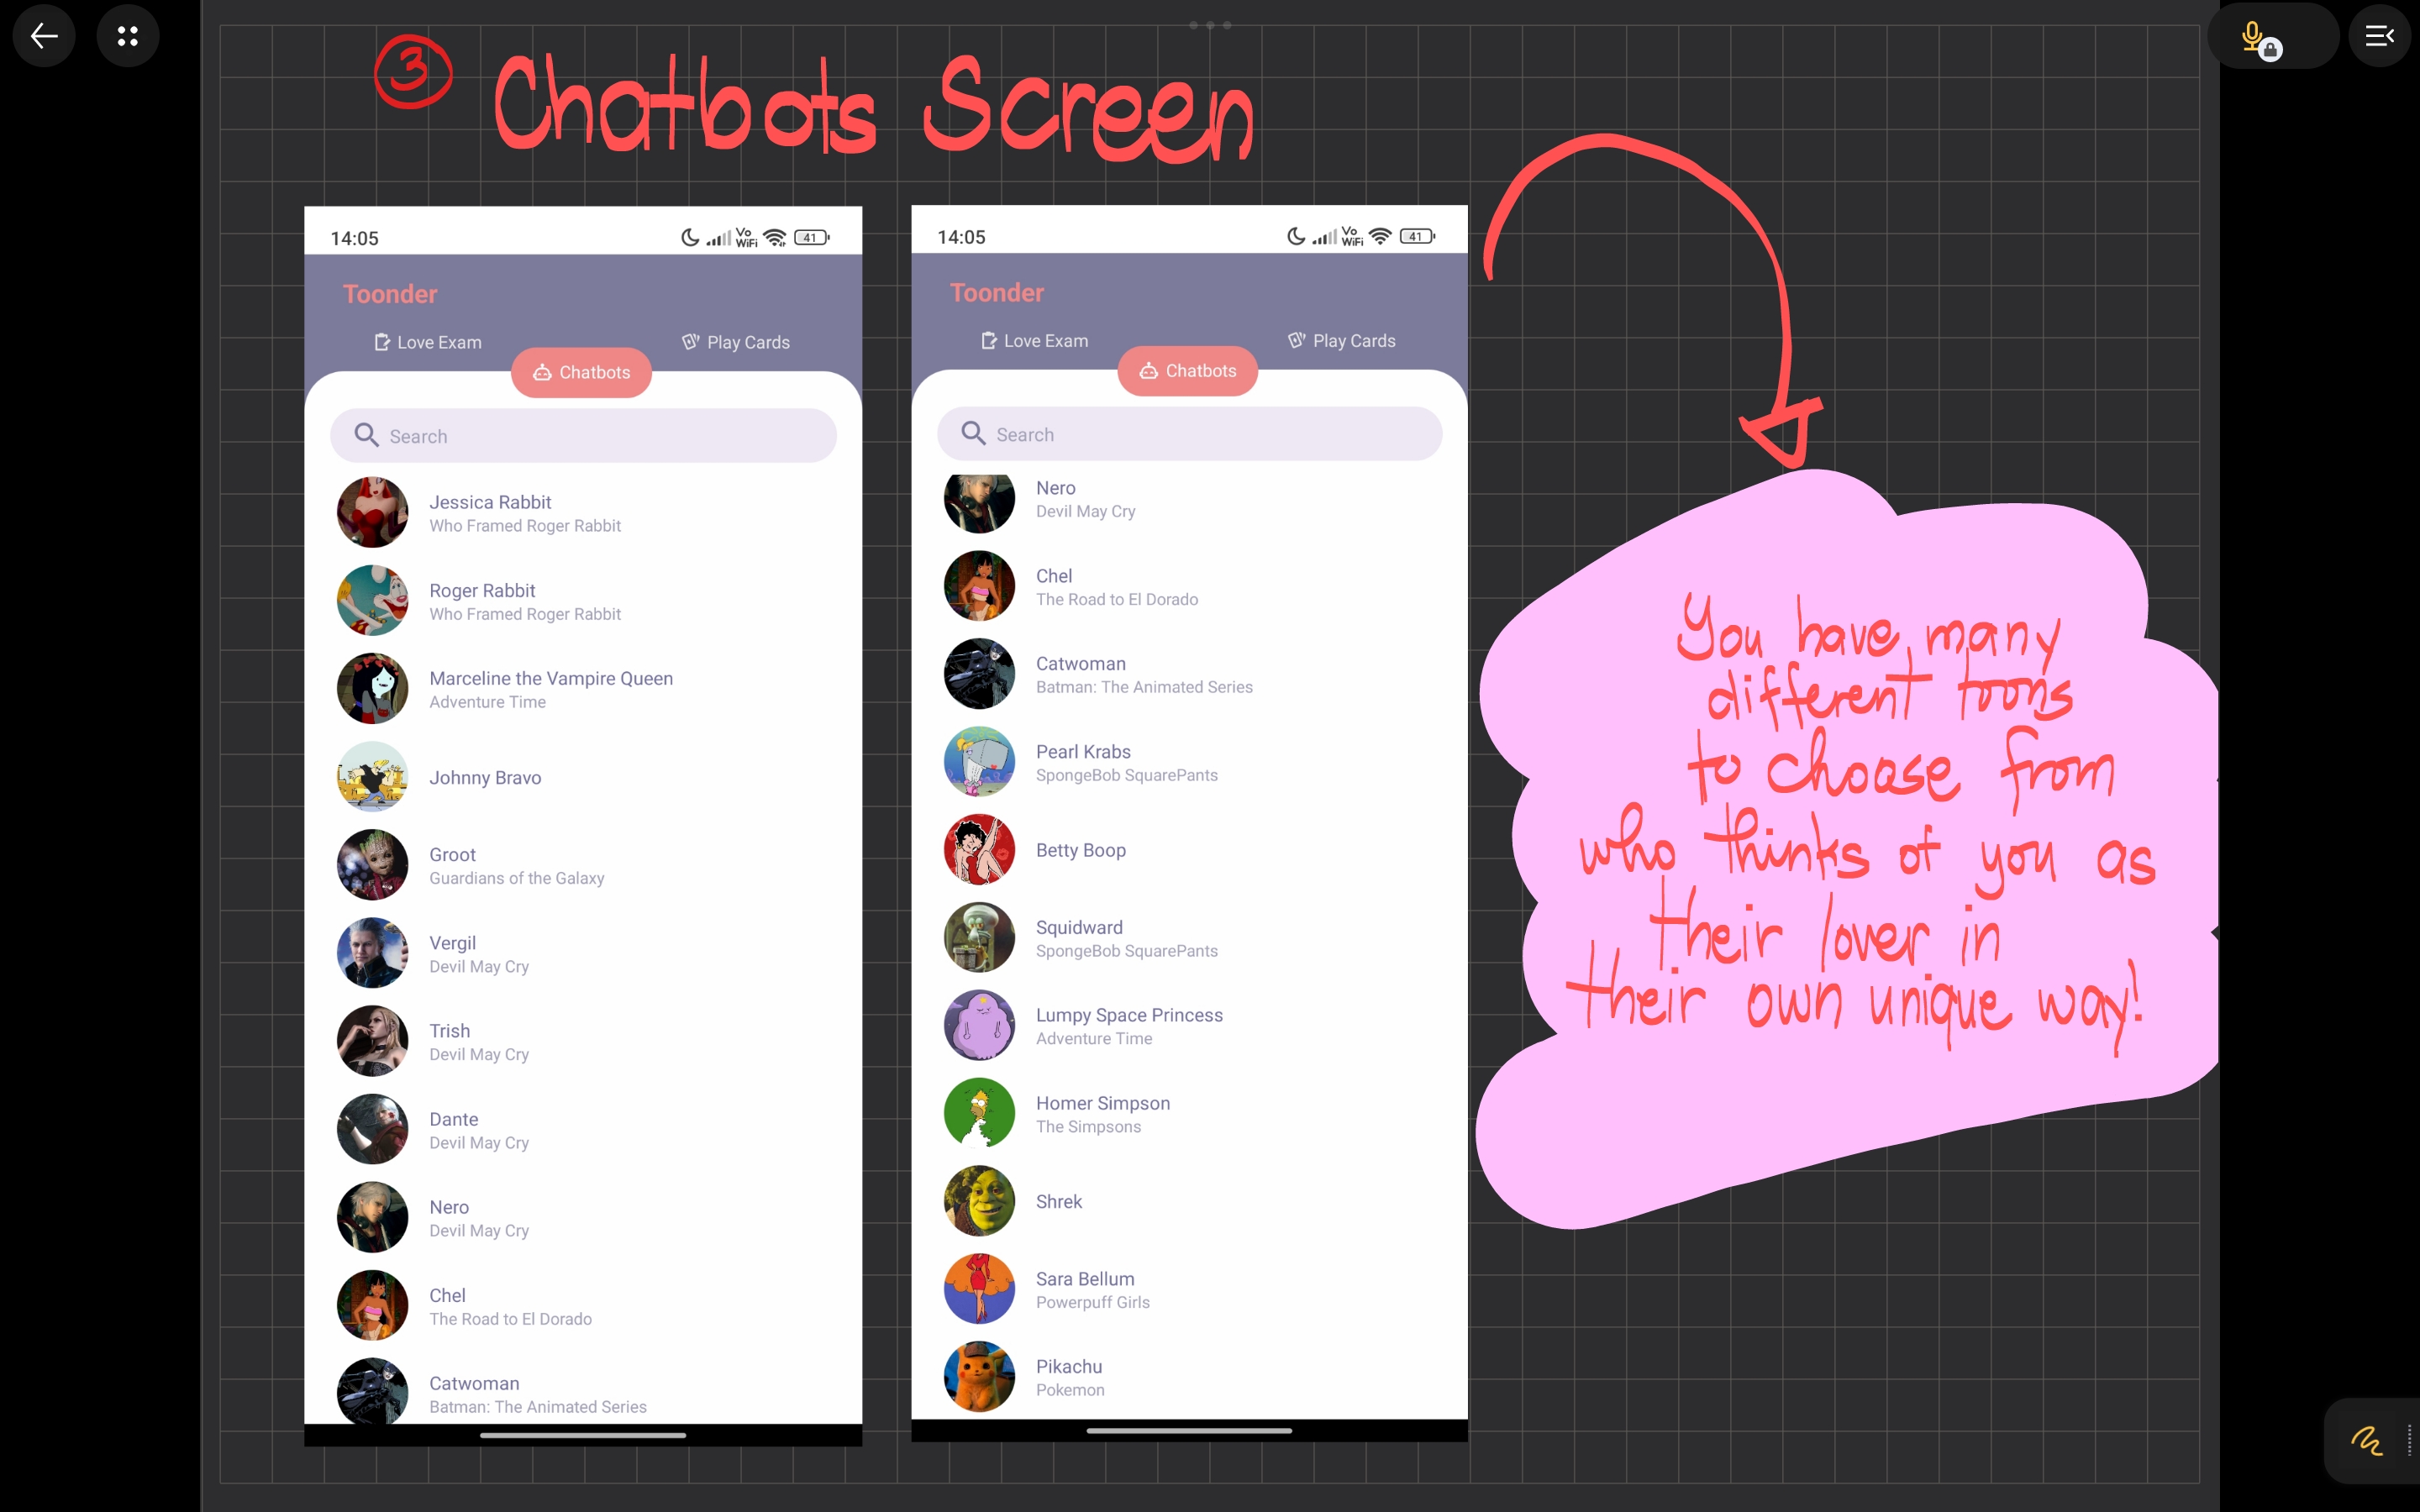 3 Chatbots Screen
14:05 Vo WiFi 41
Toonder
Love Exam
Chatbots
Play Cards
Search
Jessica Rabbit
Who Framed Roger Rabbit
Roger Rabbit
Who Framed Roger Rabbit
Marceline the Vampire Queen
Adventure Time
Johnny Bravo
Groot
Guardians of the Galaxy
Vergil
Devil May Cry
Trish
Devil May Cry
Dante
Devil May Cry
Nero
Devil May Cry
Chel
The Road to El Dorado
Catwoman
Batman: The Animated Series
14:05 Vo WiFi 41
Toonder
Love Exam
Chatbots
Play Cards
Search
Nero
Devil May Cry
Chel
The Road to El Dorado
Catwoman
Batman: The Animated Series
Pearl Krabs
SpongeBob SquarePants
Betty Boop
Squidward
SpongeBob SquarePants
Lumpy Space Princess
Adventure Time
Homer Simpson
The Simpsons
Shrek
Sara Bellum
Powerpuff Girls
Pikachu
Pokemon
You have many
different toons
to choose from
who thinks of you as
their lover in
their own unique way!